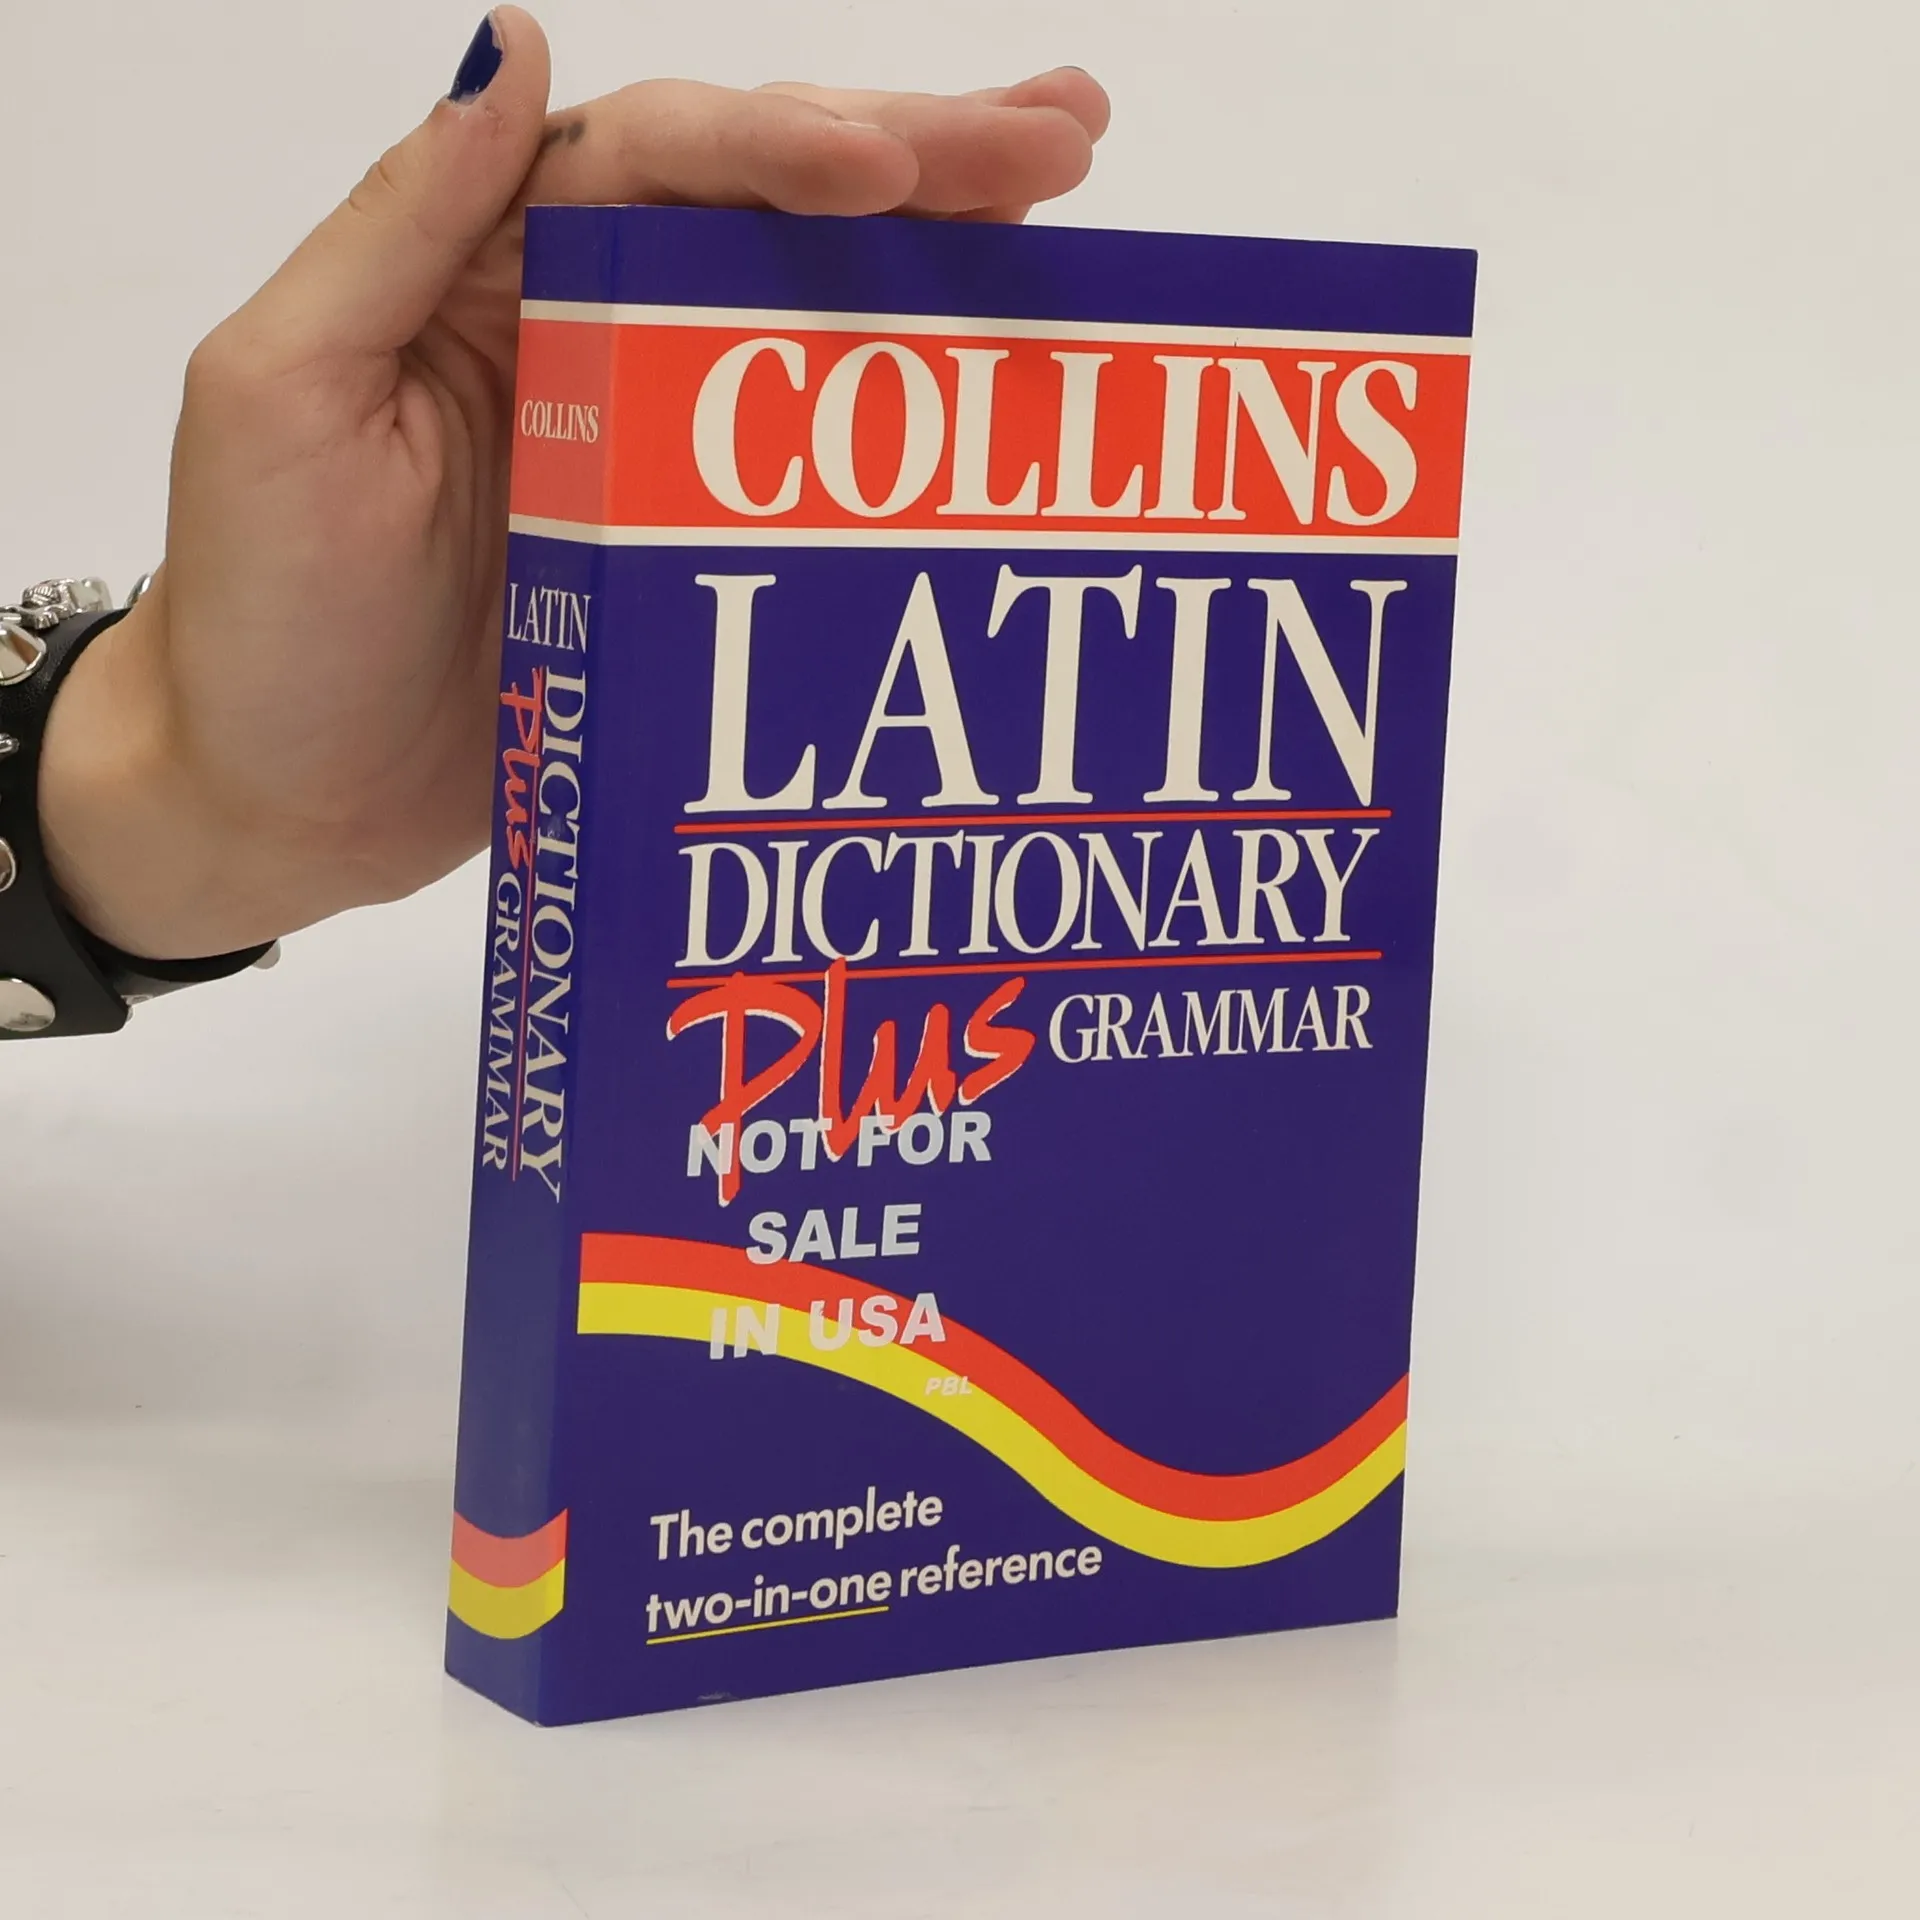 COLLINS
LATIN
DICTIONARY
Plus GRAMMAR
COLLINS
LATIN
DICTIONARY
Plus GRAMMAR
NOT FOR
SALE
IN USA
PBL
The complete
two-in-one reference